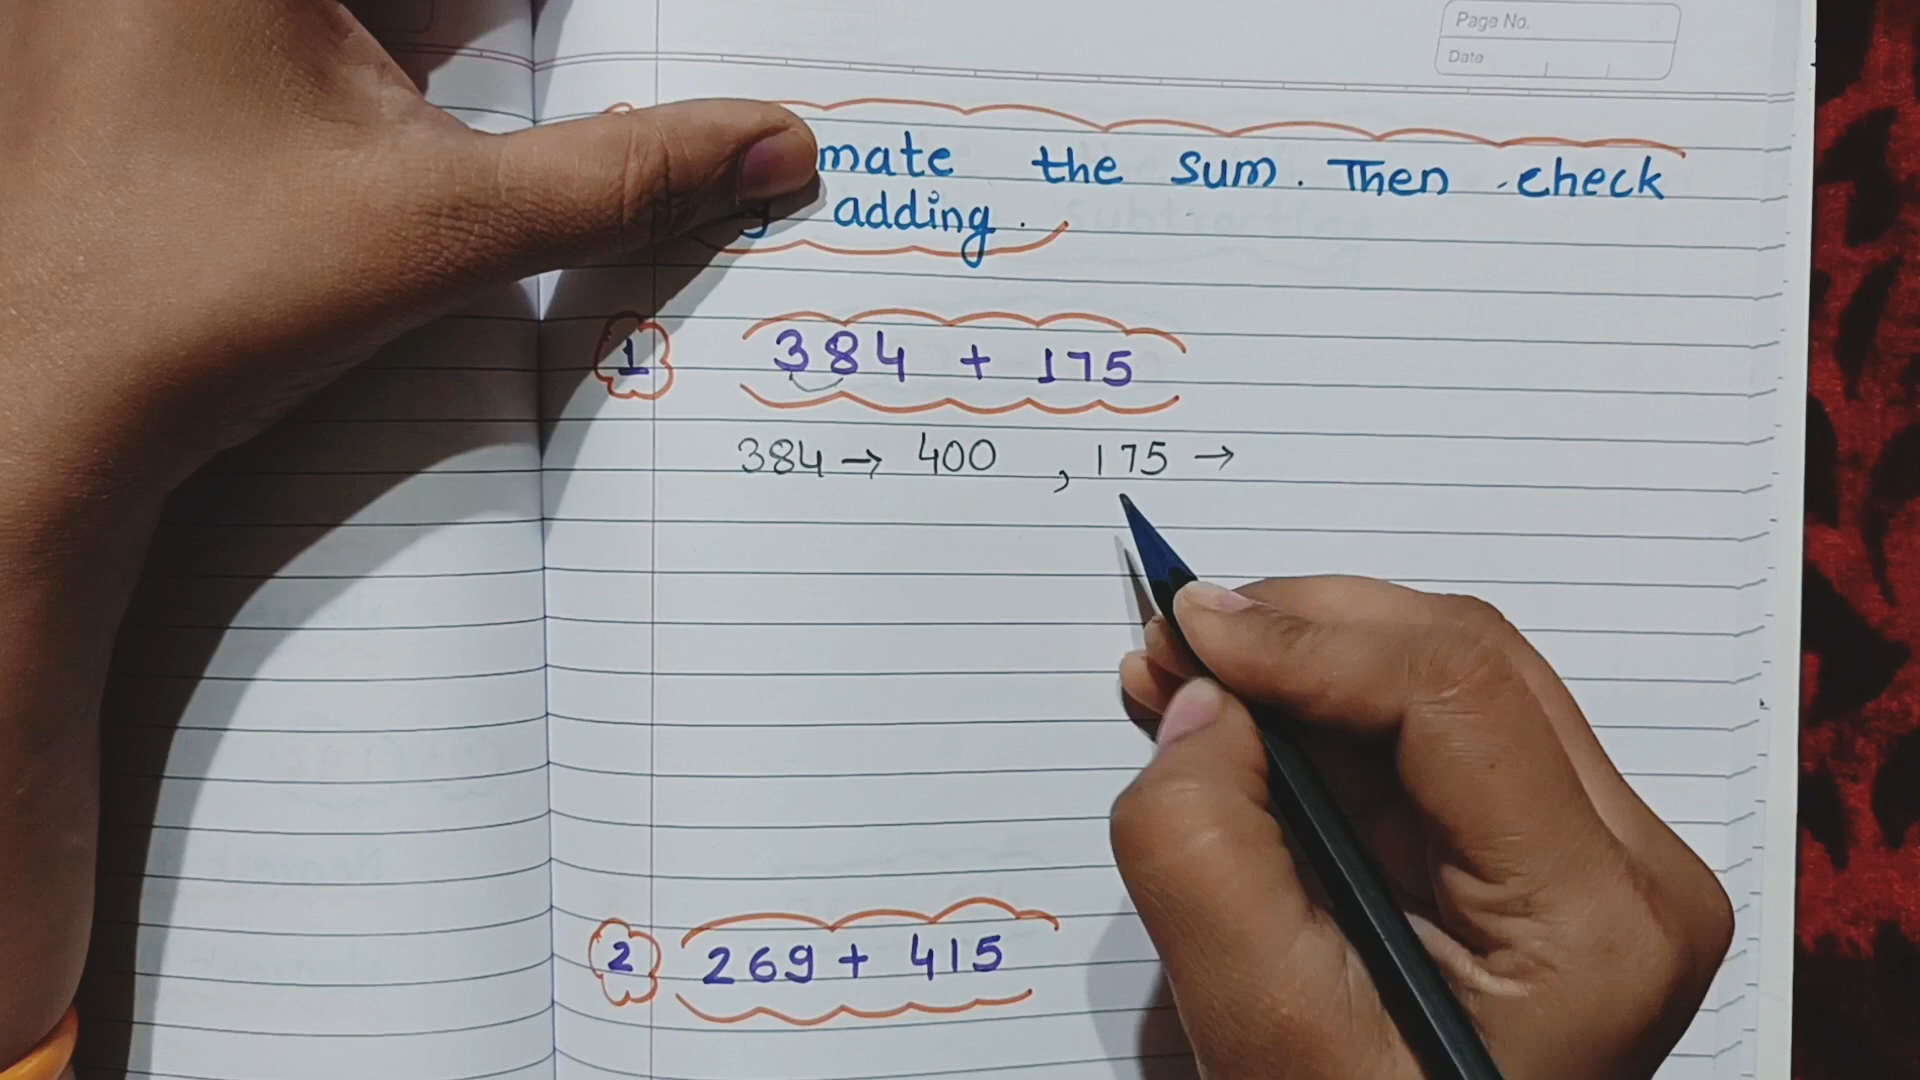 Page No.
Date
mate the sum. Then check
adding.
1 384 + 175
384 → 400 , 175 →
2 269 + 415